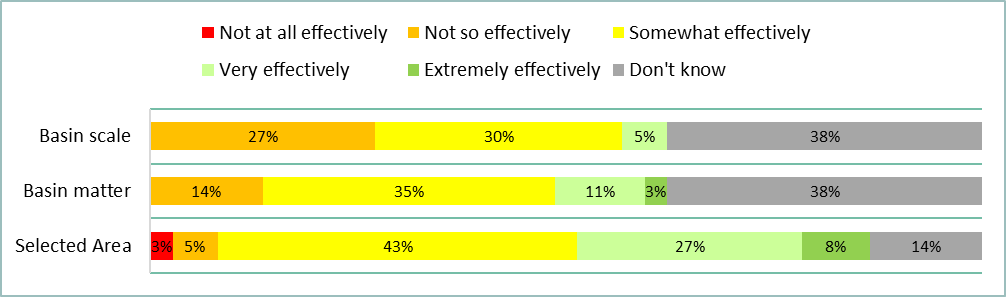 Not at all effectively Not so effectively Somewhat effectively
Very effectively Extremely effectively Don't know
Basin scale 27% 30% 5% 38%
Basin matter 14% 35% 11% 3% 38%
Selected Area 3% 5% 43% 27% 8% 14%